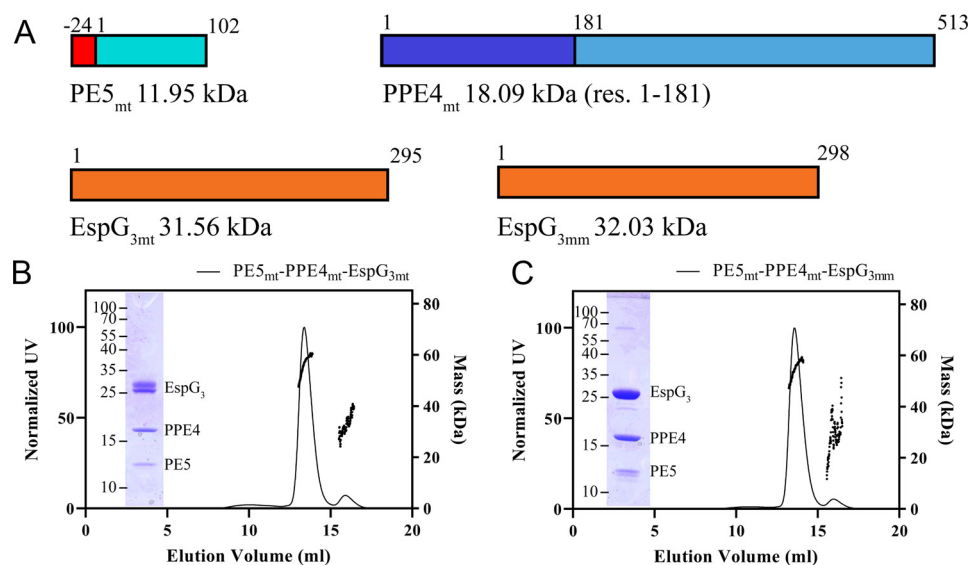 A
-24 1 102
1 181 513
PE5mt 11.95 kDa
PPE4mt 18.09 kDa (res. 1-181)
1 295
1 298
EspG3mt 31.56 kDa
EspG3mm 32.03 kDa
B
PE5mt-PPE4mt-EspG3mt
Normalized UV
100
50
0
100
70
55
40
35
25
15
10
EspG3
PPE4
PE5
80
60
40
20
0
Mass (kDa)
0 5 10 15 20
Elution Volume (ml)
C
PE5mt-PPE4mt-EspG3mm
Normalized UV
100
50
0
100
70
55
40
35
25
15
10
EspG3
PPE4
PE5
80
60
40
20
0
Mass (kDa)
0 5 10 15 20
Elution Volume (ml)